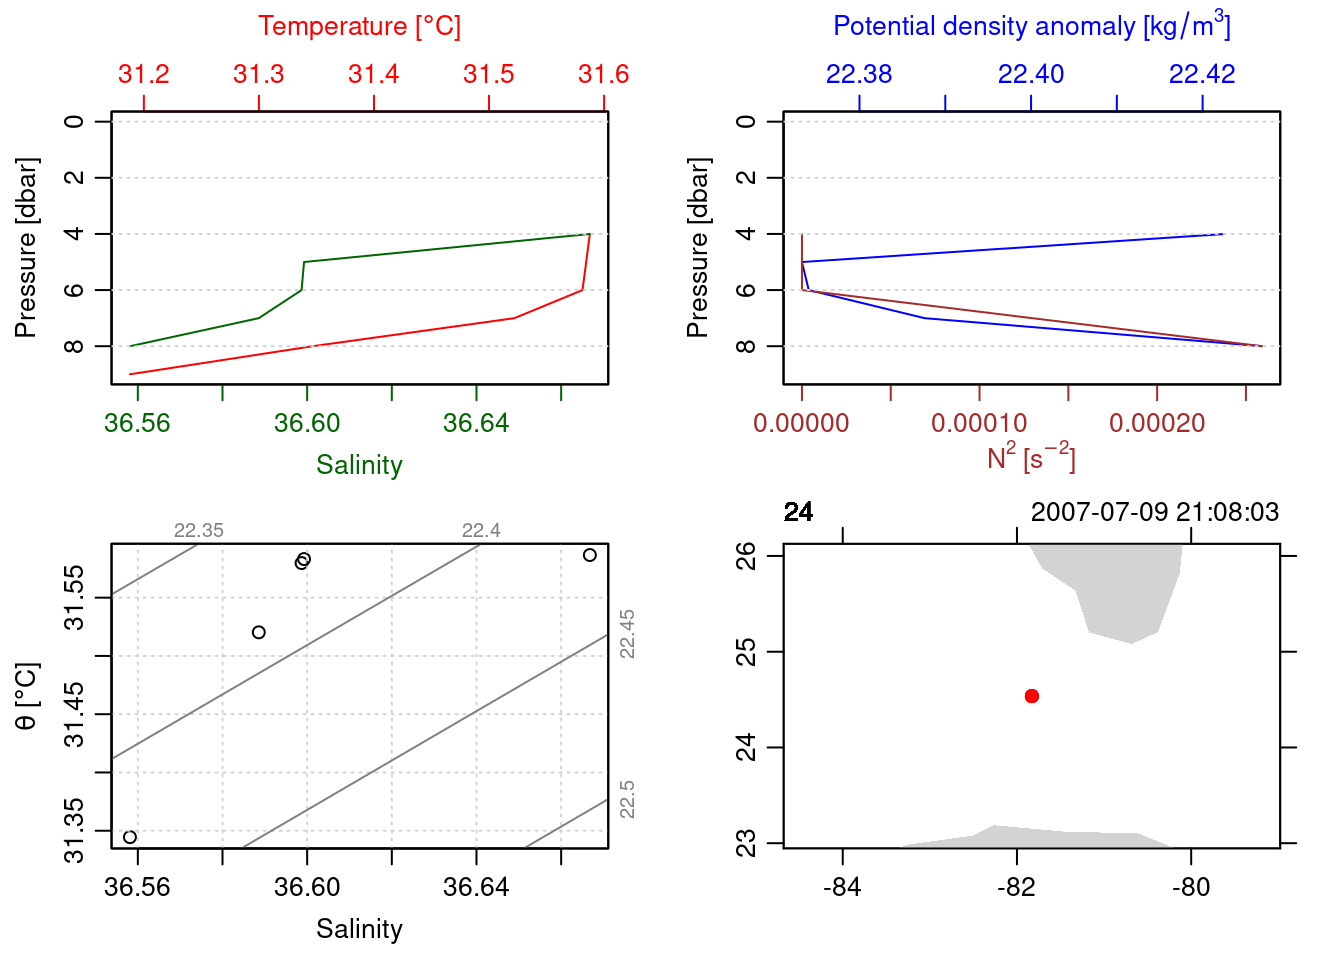 Temperature [°C]
31.2 31.3 31.4 31.5 31.6
Pressure [dbar]
0 2 4 6 8
36.56 36.60 36.64
Salinity
Potential density anomaly [kg/m³]
22.38 22.40 22.42
Pressure [dbar]
0 2 4 6 8
0.00000 0.00010 0.00020
N² [s⁻²]
22.35 22.4
22.45
22.5
θ [°C]
31.35 31.45 31.55
36.56 36.60 36.64
Salinity
24 2007-07-09 21:08:03
23 24 25 26
-84 -82 -80